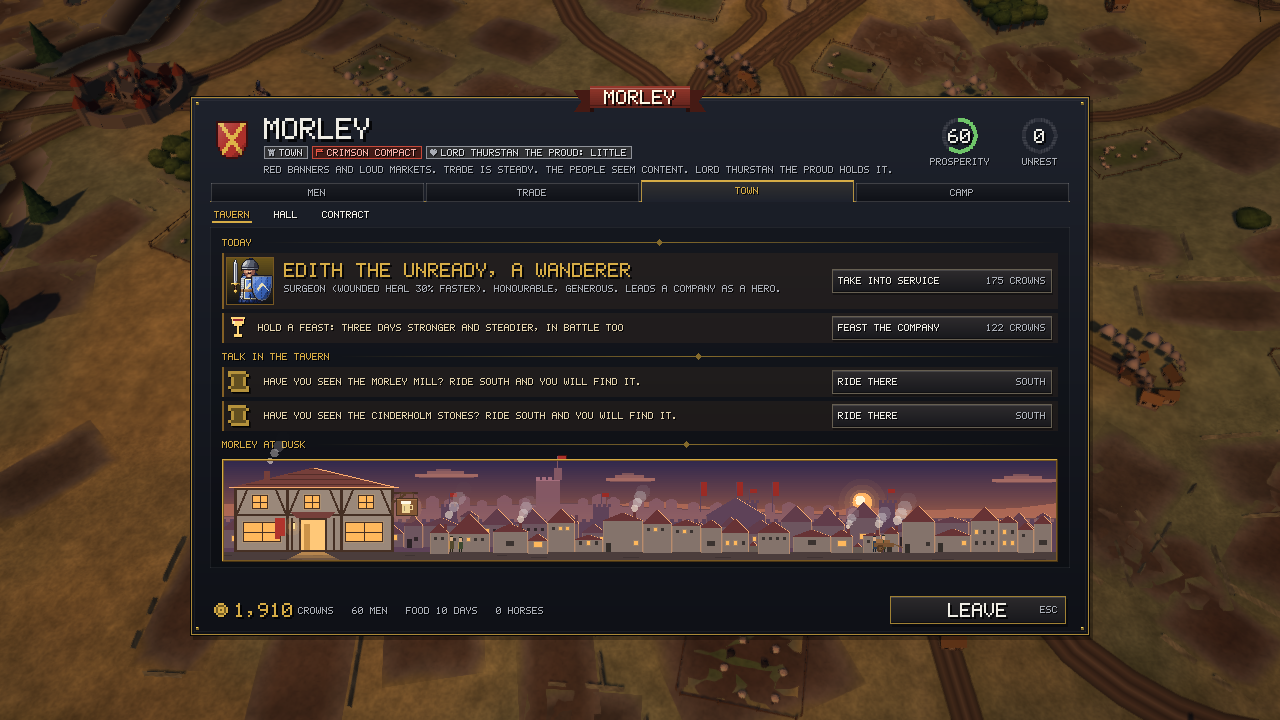 MORLEY
MORLEY
TOWN CRIMSON COMPACT LORD THURSTAN THE PROUD: LITTLE
RED BANNERS AND LOUD MARKETS. TRADE IS STEADY. THE PEOPLE SEEM CONTENT. LORD THURSTAN THE PROUD HOLDS IT.
60 0
PROSPERITY UNREST
MEN TRADE TOWN CAMP
TAVERN HALL CONTRACT
TODAY
EDITH THE UNREADY, A WANDERER
SURGEON (WOUNDED HEAL 30% FASTER). HONOURABLE, GENEROUS. LEADS A COMPANY AS A HERO.
TAKE INTO SERVICE 175 CROWNS
HOLD A FEAST: THREE DAYS STRONGER AND STEADIER, IN BATTLE TOO
FEAST THE COMPANY 122 CROWNS
TALK IN THE TAVERN
HAVE YOU SEEN THE MORLEY MILL? RIDE SOUTH AND YOU WILL FIND IT.
RIDE THERE SOUTH
HAVE YOU SEEN THE CINDERHOLM STONES? RIDE SOUTH AND YOU WILL FIND IT.
RIDE THERE SOUTH
MORLEY AT DUSK
1,910 CROWNS 60 MEN FOOD 10 DAYS 0 HORSES
LEAVE ESC